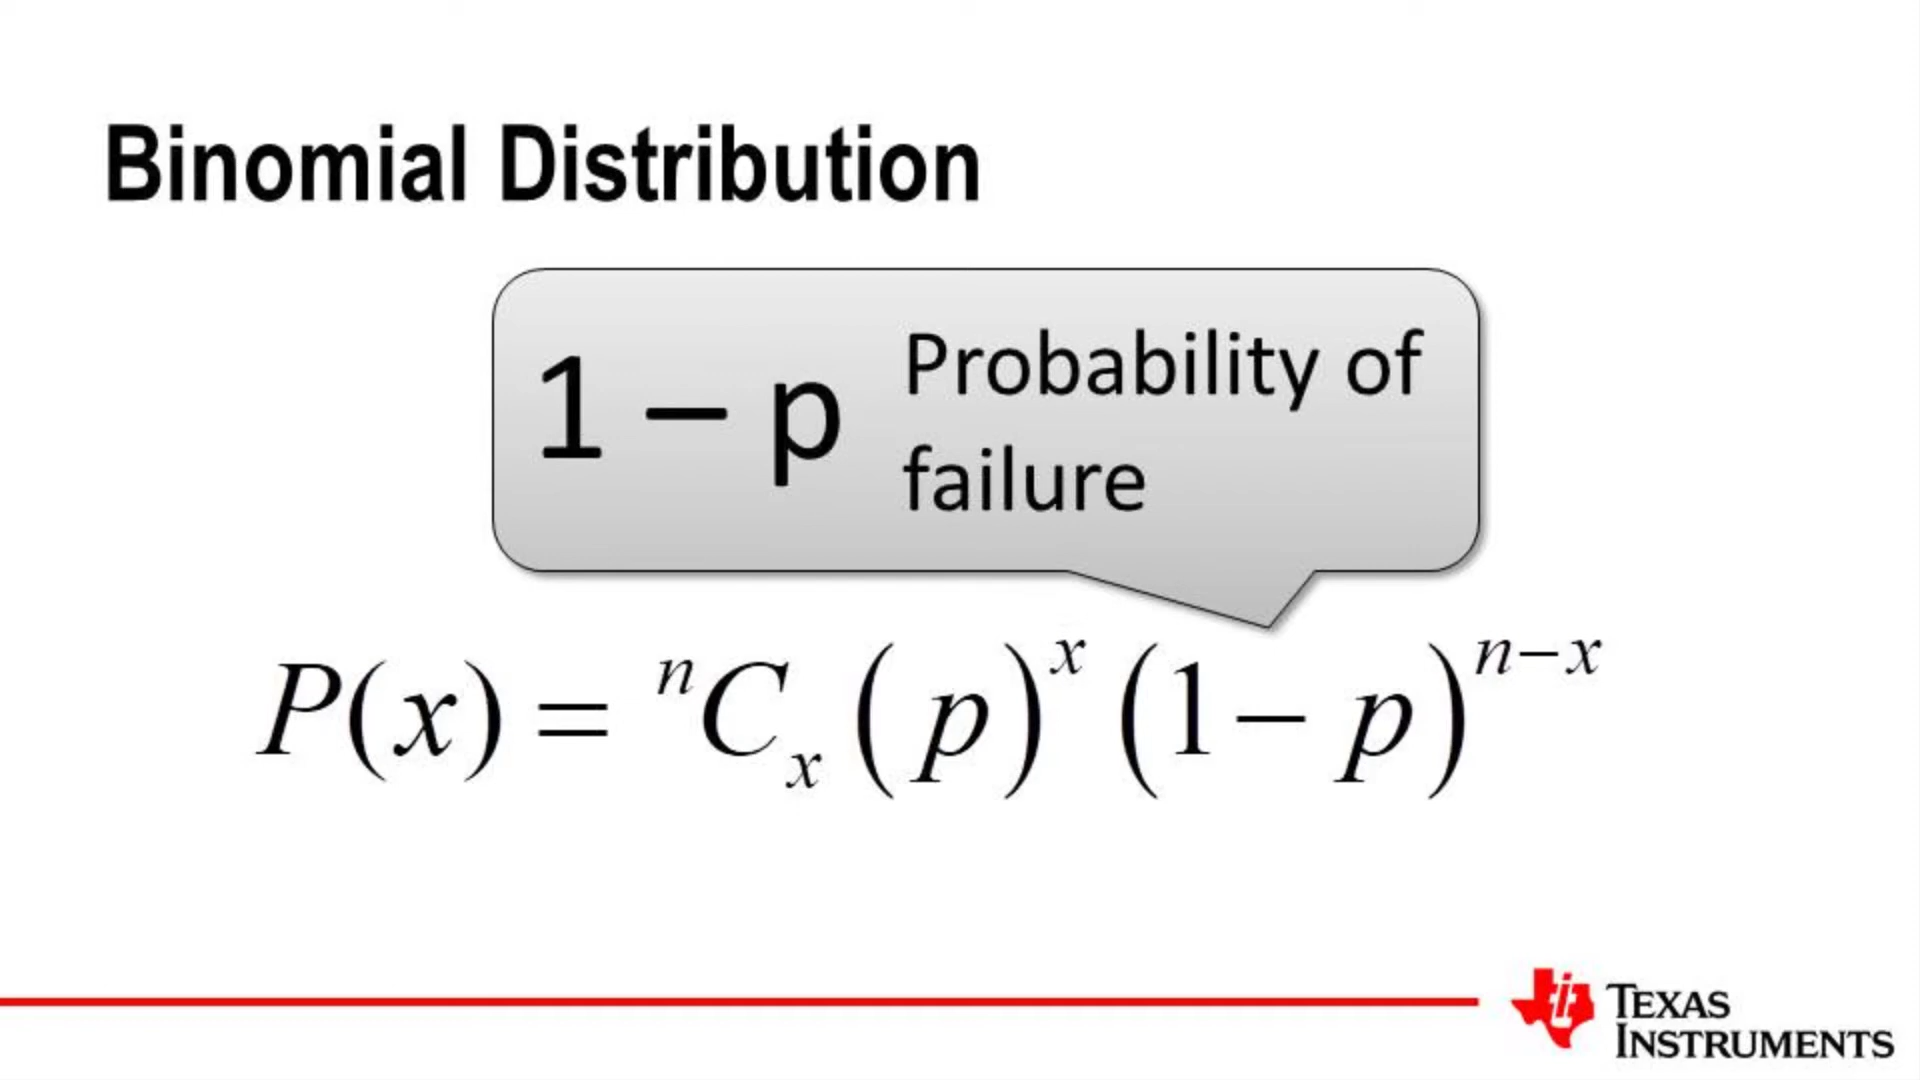 Binomial Distribution
1 – p Probability of
failure
P(x) = ⁿCₓ (p)ˣ (1 − p)ⁿ⁻ˣ
TEXAS
INSTRUMENTS